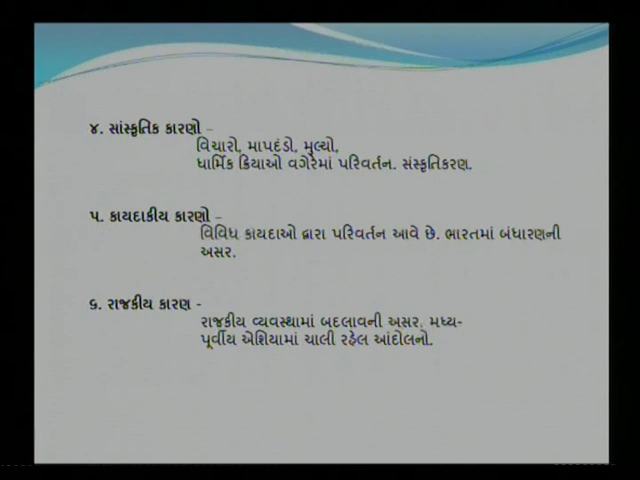 ૪. સાંસ્કૃતિક કારણો –
વિચારો, માપદંડો, મુલ્યો,
ધાર્મિક ક્રિયાઓ વગેરેમાં પરિવર્તન. સંસ્કૃતિકરણ.
૫. કાયદાકીય કારણો –
વિવિધ કાયદાઓ દ્વારા પરિવર્તન આવે છે. ભારતમાં બંધારણની
અસર.
૬. રાજકીય કારણ -
રાજકીય વ્યવસ્થામાં બદલાવની અસર. મધ્ય-
પૂર્વીય એશિયામાં ચાલી રહેલ આંદોલનો.